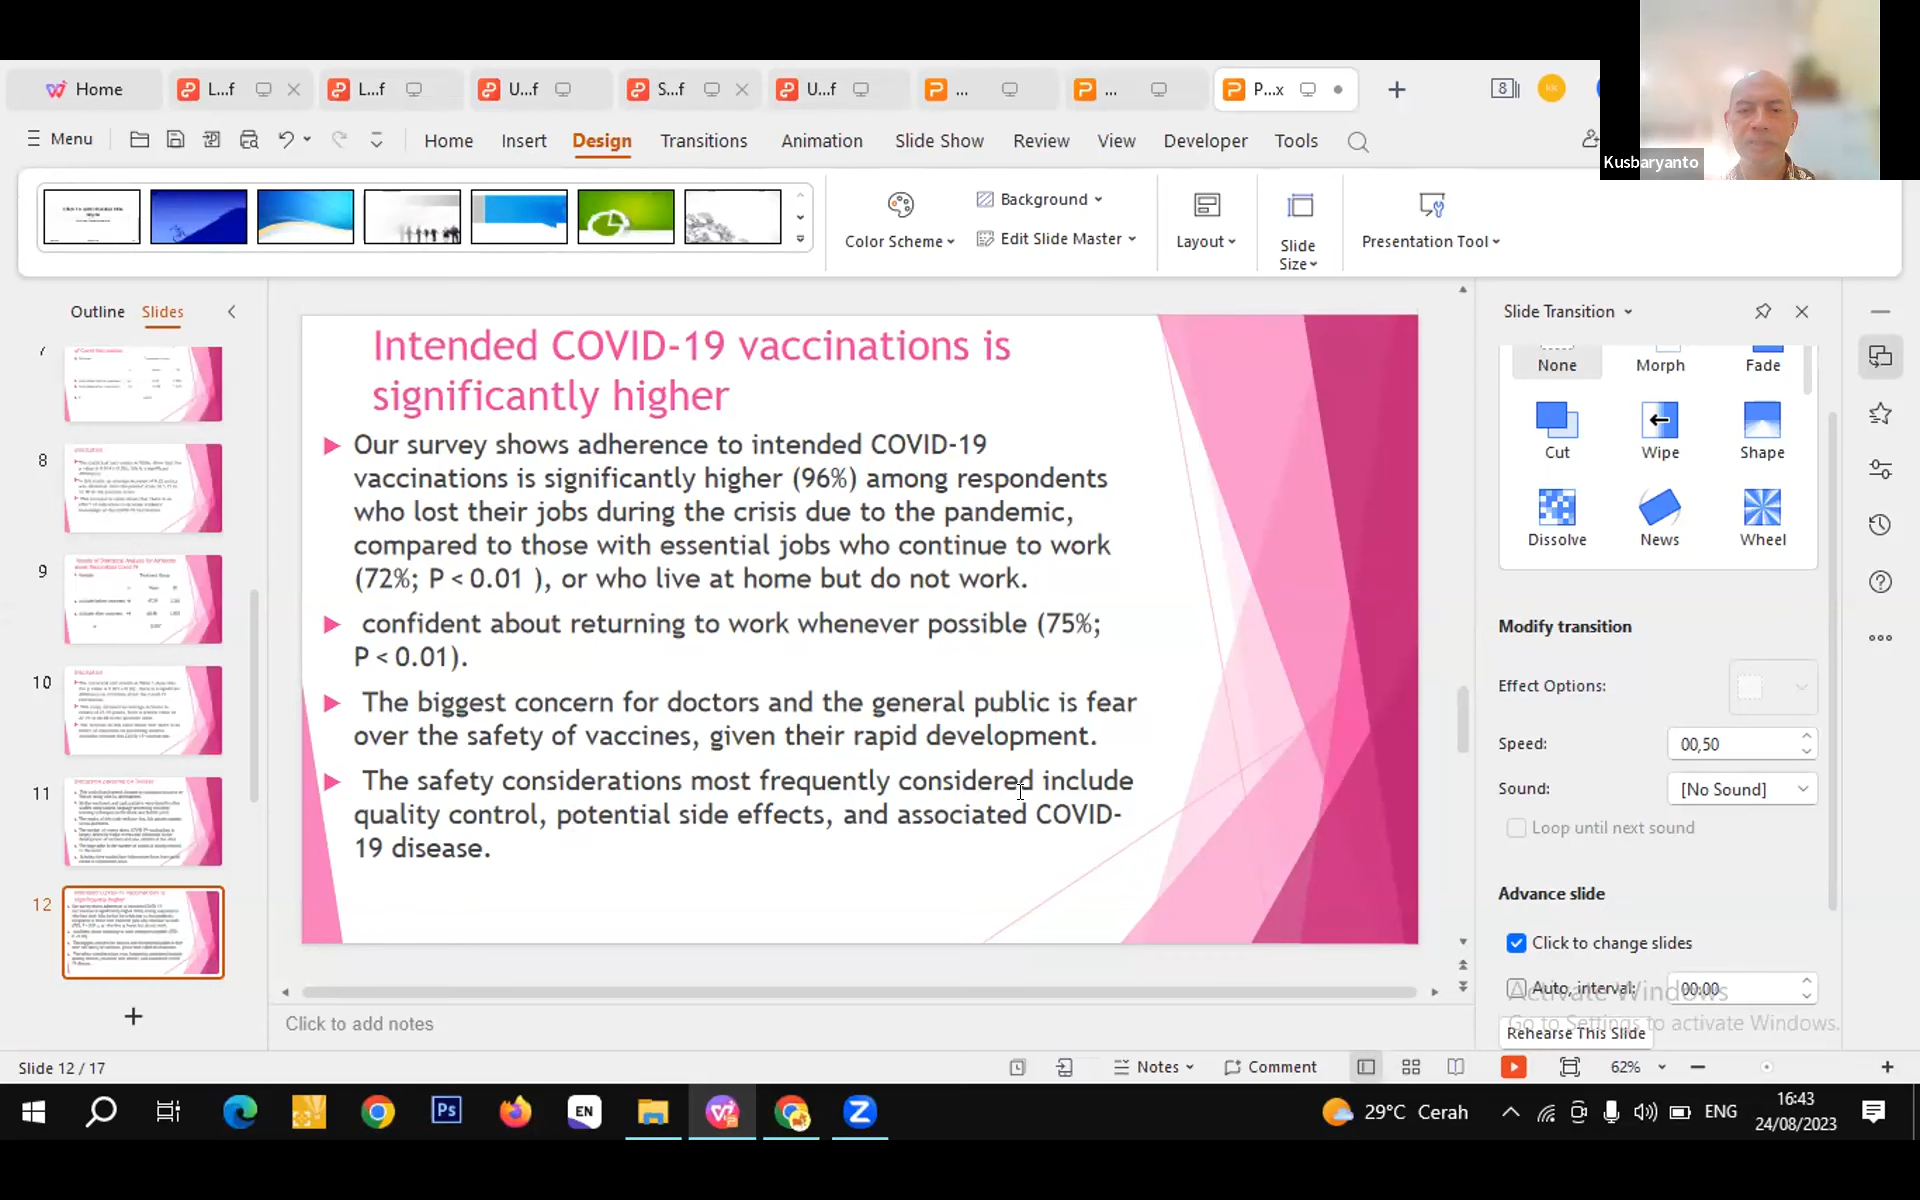 Kusbaryanto
Home
L...f
L...f
U...f
S...f
U...f
...
...
P...x
8
Menu
Home
Insert
Design
Transitions
Animation
Slide Show
Review
View
Developer
Tools
Color Scheme
Background
Edit Slide Master
Layout
Slide
Size
Presentation Tool
Outline
Slides
7
8
9
10
11
12
Intended COVID-19 vaccinations is
significantly higher
Our survey shows adherence to intended COVID-19
vaccinations is significantly higher (96%) among respondents
who lost their jobs during the crisis due to the pandemic,
compared to those with essential jobs who continue to work
(72%; P < 0.01 ), or who live at home but do not work.
confident about returning to work whenever possible (75%;
P < 0.01).
The biggest concern for doctors and the general public is fear
over the safety of vaccines, given their rapid development.
The safety considerations most frequently considered include
quality control, potential side effects, and associated COVID-
19 disease.
Slide Transition
None
Morph
Fade
Cut
Wipe
Shape
Dissolve
News
Wheel
Modify transition
Effect Options:
Speed:
00,50
Sound:
[No Sound]
Loop until next sound
Advance slide
Click to change slides
Auto, interval:
00:00
Activate Windows
Go to Settings to activate Windows.
Rehearse This Slide
Click to add notes
Slide 12 / 17
Notes
Comment
62%
Ps
EN
29°C Cerah
ENG
16:43
24/08/2023